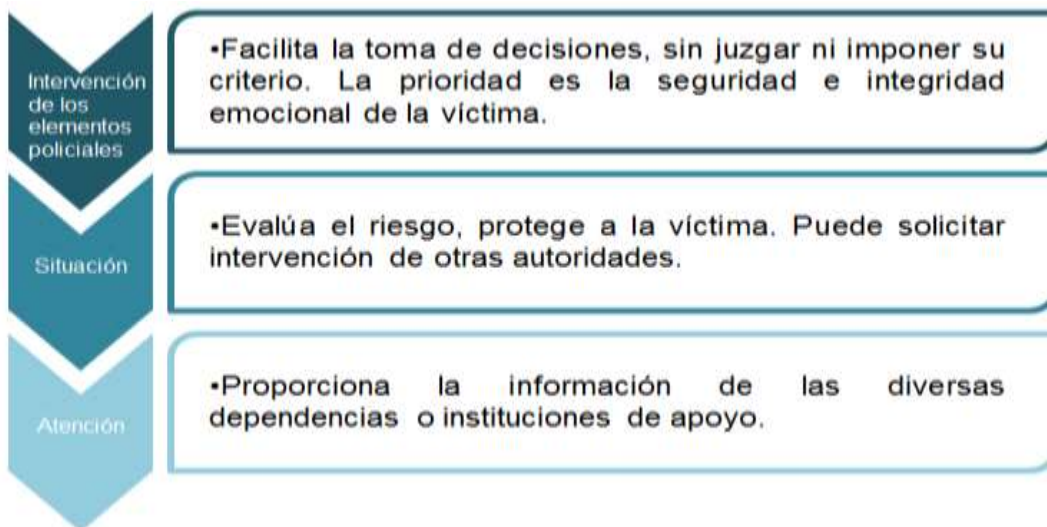 Intervención
de los
elementos
policiales
•Facilita la toma de decisiones, sin juzgar ni imponer su
criterio. La prioridad es la seguridad e integridad
emocional de la víctima.
Situación
•Evalúa el riesgo, protege a la víctima. Puede solicitar
intervención de otras autoridades.
Atención
•Proporciona la información de las diversas
dependencias o instituciones de apoyo.